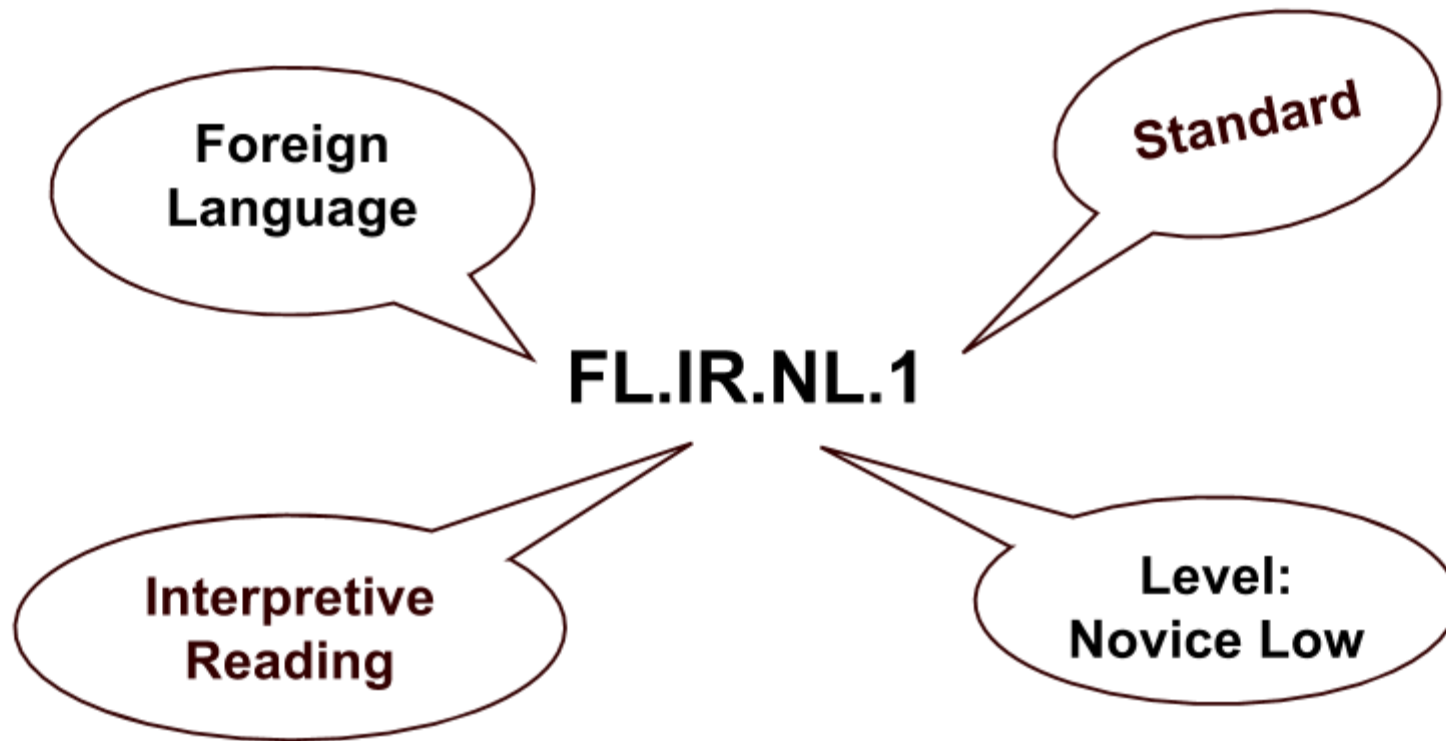 Foreign
Language
Standard
FL.IR.NL.1
Interpretive
Reading
Level:
Novice Low